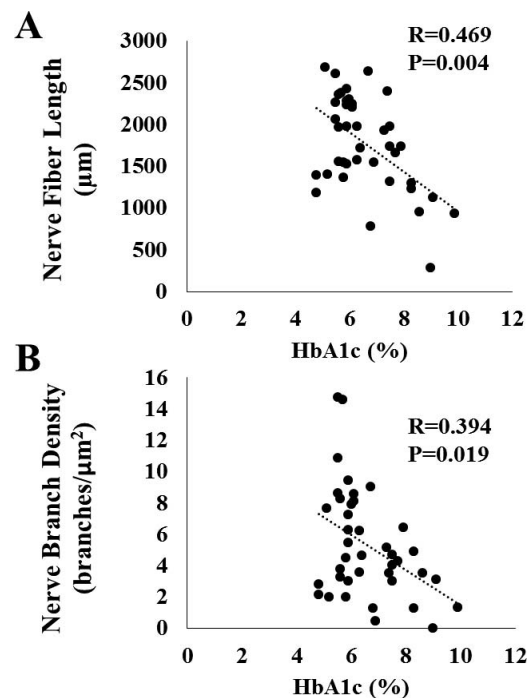 A
R=0.469
P=0.004
Nerve Fiber Length
(μm)
3000
2500
2000
1500
1000
500
0
0 2 4 6 8 10 12
HbA1c (%)
B
R=0.394
P=0.019
Nerve Branch Density
(branches/μm²)
16
14
12
10
8
6
4
2
0
0 2 4 6 8 10 12
HbA1c (%)